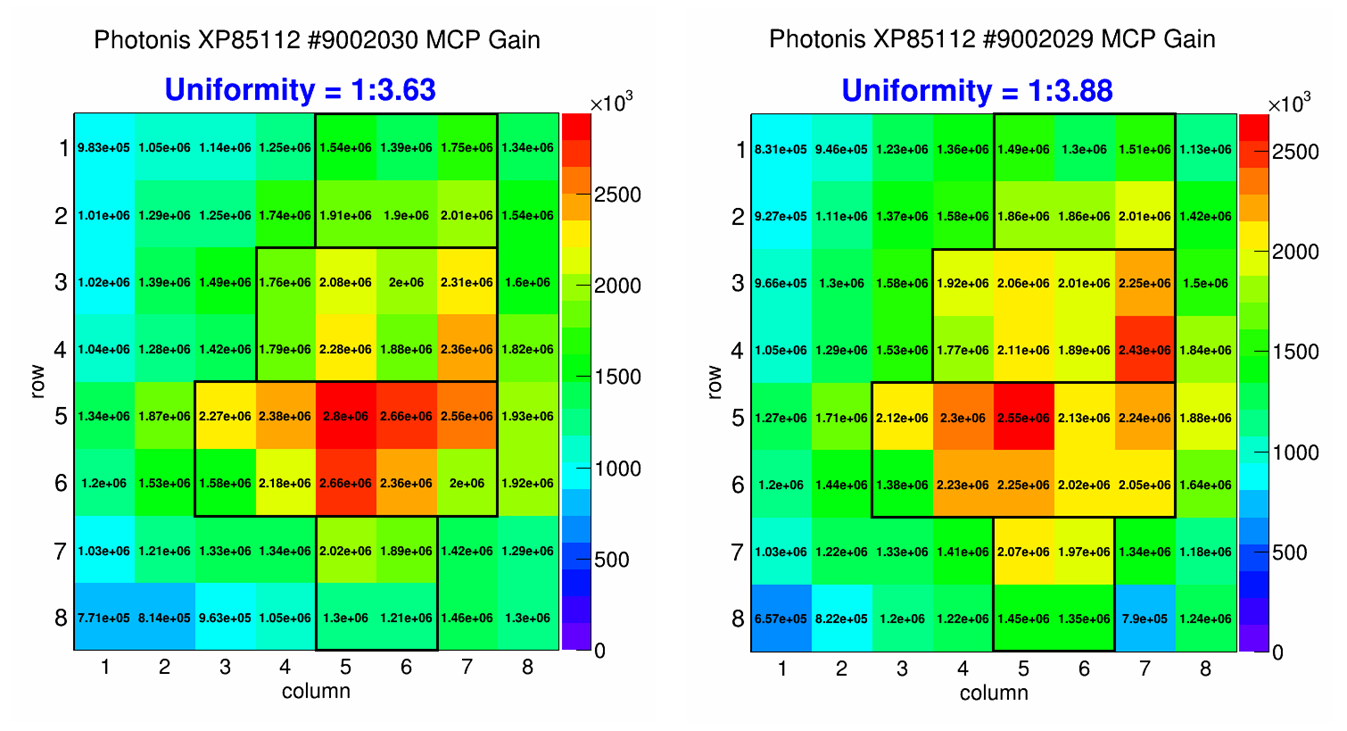 Photonis XP85112 #9002030 MCP Gain
Uniformity = 1:3.63
×10³
1 9.83e+05 1.05e+06 1.14e+06 1.25e+06 1.54e+06 1.39e+06 1.75e+06 1.34e+06
2 1.01e+06 1.29e+06 1.25e+06 1.74e+06 1.91e+06 1.9e+06 2.01e+06 1.54e+06
2500
3 1.02e+06 1.39e+06 1.49e+06 1.76e+06 2.08e+06 2e+06 2.31e+06 1.6e+06
2000
4 1.04e+06 1.28e+06 1.42e+06 1.79e+06 2.28e+06 1.88e+06 2.36e+06 1.82e+06
row
1500
5 1.34e+06 1.87e+06 2.27e+06 2.38e+06 2.8e+06 2.66e+06 2.56e+06 1.93e+06
1000
6 1.2e+06 1.53e+06 1.58e+06 2.18e+06 2.66e+06 2.36e+06 2e+06 1.92e+06
7 1.03e+06 1.21e+06 1.33e+06 1.34e+06 2.02e+06 1.89e+06 1.42e+06 1.29e+06
500
8 7.71e+05 8.14e+05 9.63e+05 1.05e+06 1.3e+06 1.21e+06 1.46e+06 1.3e+06
0
1 2 3 4 5 6 7 8
column
Photonis XP85112 #9002029 MCP Gain
Uniformity = 1:3.88
×10³
1 8.31e+05 9.46e+05 1.23e+06 1.36e+06 1.49e+06 1.3e+06 1.51e+06 1.13e+06
2500
2 9.27e+05 1.11e+06 1.37e+06 1.58e+06 1.86e+06 1.86e+06 2.01e+06 1.42e+06
2000
3 9.66e+05 1.3e+06 1.58e+06 1.92e+06 2.06e+06 2.01e+06 2.25e+06 1.5e+06
4 1.05e+06 1.29e+06 1.53e+06 1.77e+06 2.11e+06 1.89e+06 2.43e+06 1.84e+06
1500
row
5 1.27e+06 1.71e+06 2.12e+06 2.3e+06 2.55e+06 2.13e+06 2.24e+06 1.88e+06
1000
6 1.2e+06 1.44e+06 1.38e+06 2.23e+06 2.25e+06 2.02e+06 2.05e+06 1.64e+06
7 1.03e+06 1.22e+06 1.33e+06 1.41e+06 2.07e+06 1.97e+06 1.34e+06 1.18e+06
500
8 6.57e+05 8.22e+05 1.2e+06 1.22e+06 1.45e+06 1.35e+06 7.9e+05 1.24e+06
0
1 2 3 4 5 6 7 8
column